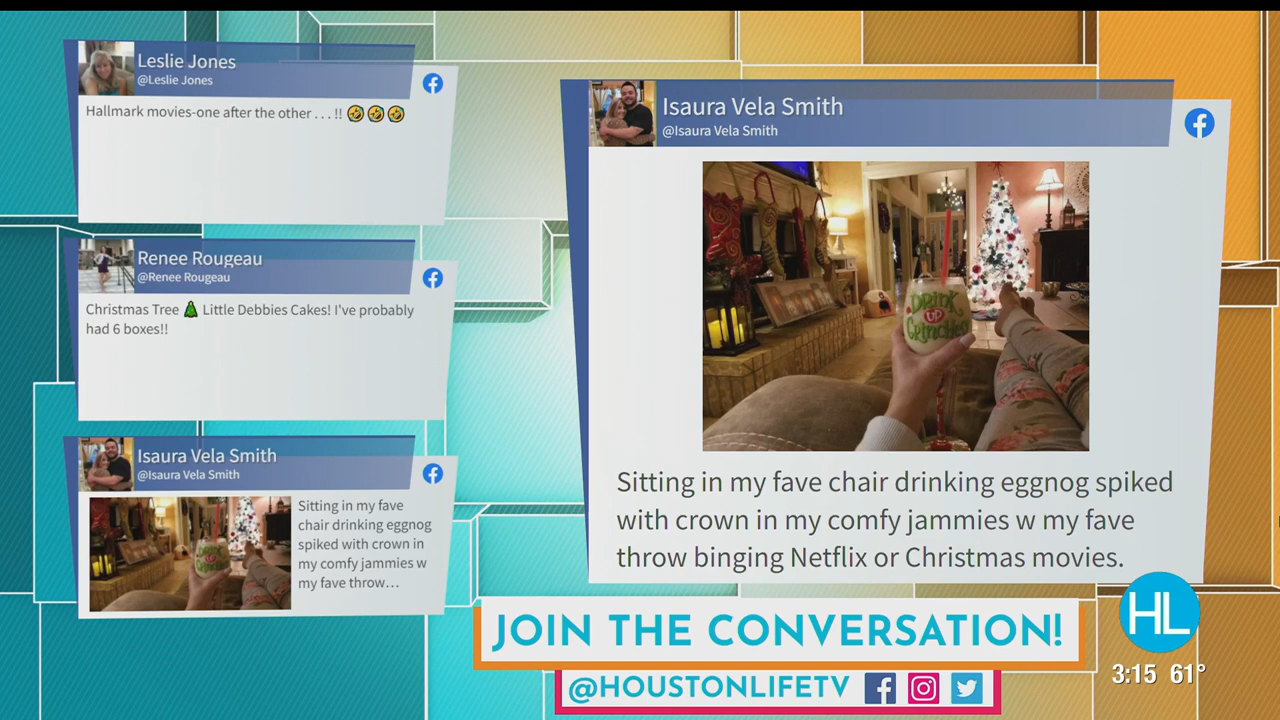 Leslie Jones
@Leslie Jones
Hallmark movies-one after the other . . . !! 🤣 🤣 🤣
Renee Rougeau
@Renee Rougeau
Christmas Tree 🎄 Little Debbies Cakes! I've probably
had 6 boxes!!
Isaura Vela Smith
@Isaura Vela Smith
Sitting in my fave
chair drinking eggnog
spiked with crown in
my comfy jammies w
my fave throw…
Isaura Vela Smith
@Isaura Vela Smith
DRINK
UP
GRINCHES
Sitting in my fave chair drinking eggnog spiked
with crown in my comfy jammies w my fave
throw binging Netflix or Christmas movies.
JOIN THE CONVERSATION!
@HOUSTONLIFETV
HL
3:15 61°